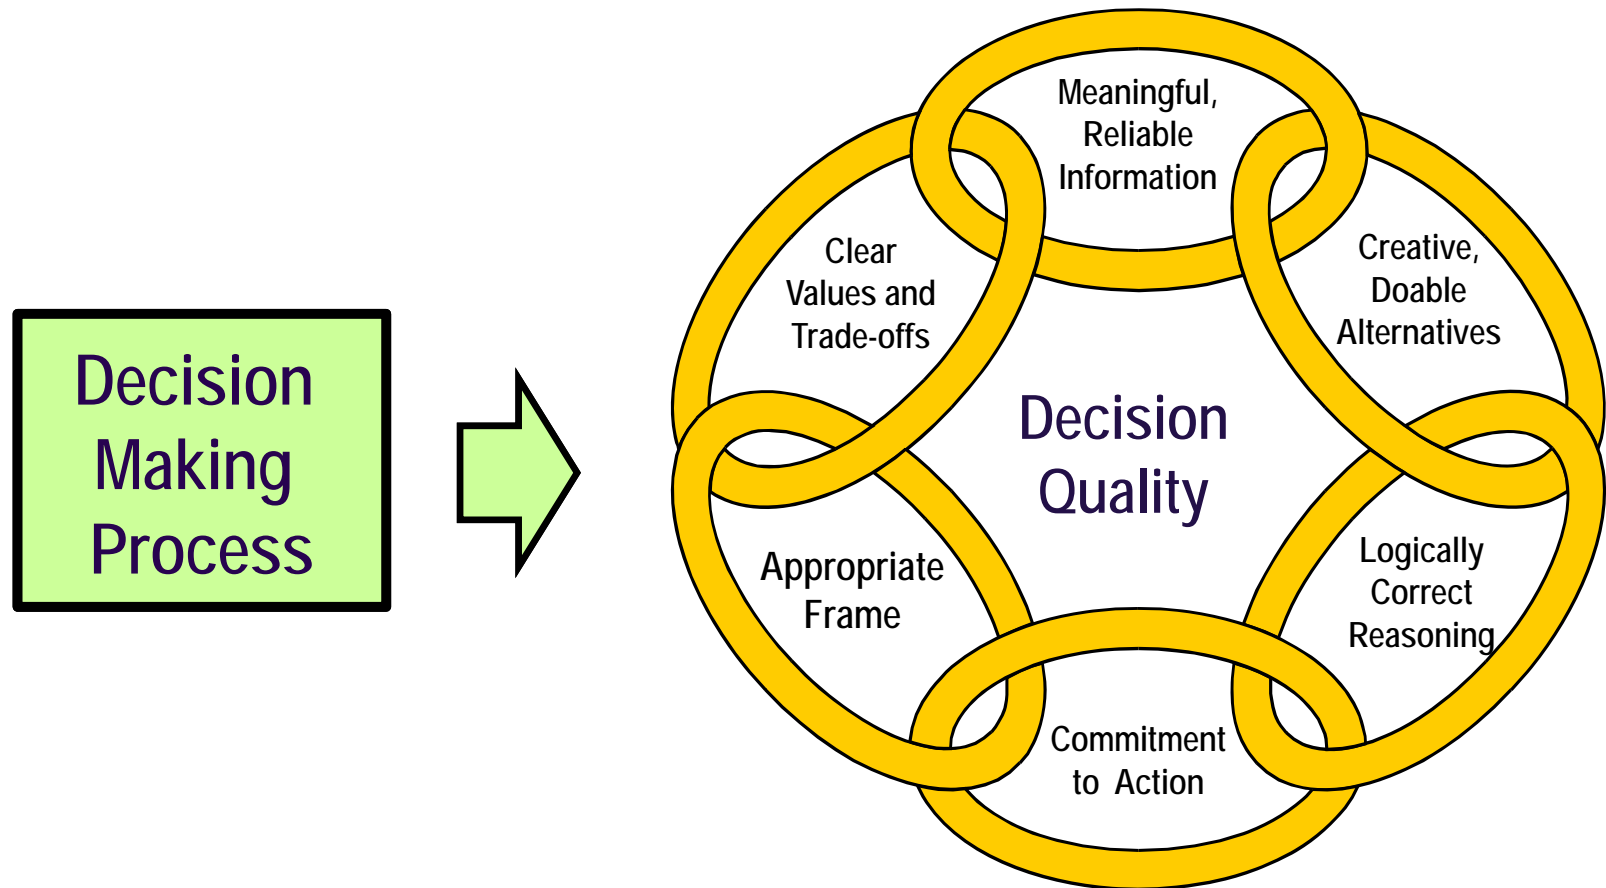 Decision
Making
Process
Meaningful,
Reliable
Information
Clear
Values and
Trade-offs
Creative,
Doable
Alternatives
Decision
Quality
Appropriate
Frame
Logically
Correct
Reasoning
Commitment
to Action